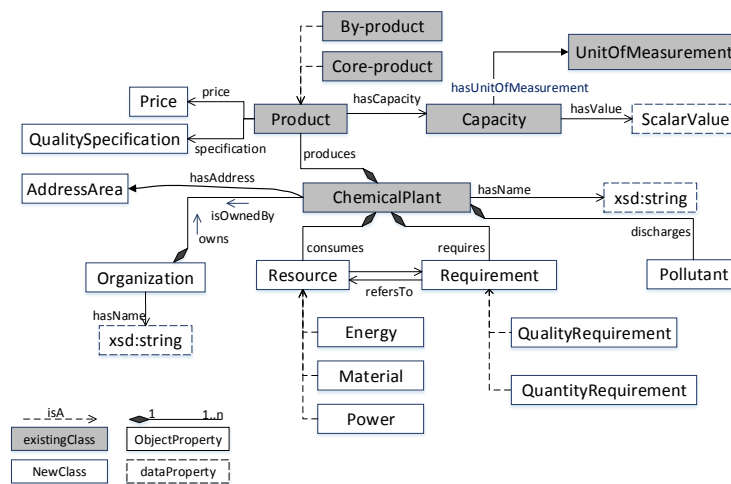 By-product
Core-product
UnitOfMeasurement
hasUnitOfMeasurement
Price
price
hasCapacity
Product
Capacity
hasValue
ScalarValue
QualitySpecification
specification
produces
AddressArea
hasAddress
ChemicalPlant
hasName
xsd:string
isOwnedBy
owns
discharges
consumes
requires
Organization
Resource
Requirement
Pollutant
refersTo
hasName
xsd:string
Energy
QualityRequirement
Material
QuantityRequirement
Power
isA
1
1..n
existingClass
ObjectProperty
NewClass
dataProperty